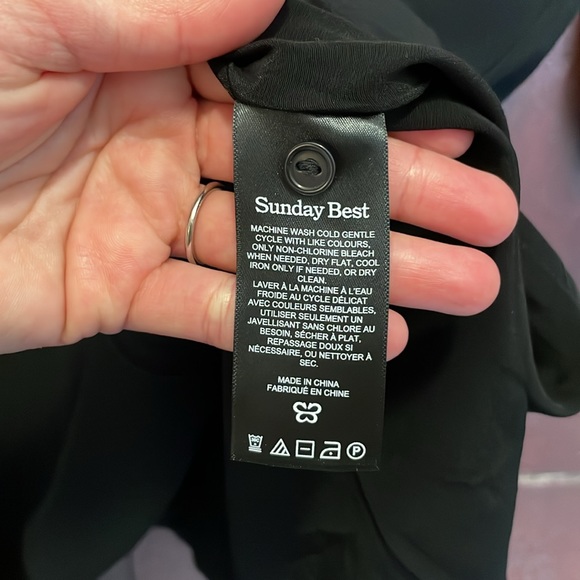 Sunday Best
MACHINE WASH COLD GENTLE
CYCLE WITH LIKE COLOURS,
ONLY NON-CHLORINE BLEACH
WHEN NEEDED, DRY FLAT, COOL
IRON ONLY IF NEEDED, OR DRY
CLEAN.
LAVER À LA MACHINE À L'EAU
FROIDE AU CYCLE DÉLICAT
AVEC COULEURS SEMBLABLES,
UTILISER SEULEMENT UN
JAVELLISANT SANS CHLORE AU
BESOIN, SÉCHER À PLAT,
REPASSAGE DOUX SI
NÉCESSAIRE, OU NETTOYER À
SEC.
MADE IN CHINA
FABRIQUÉ EN CHINE
P